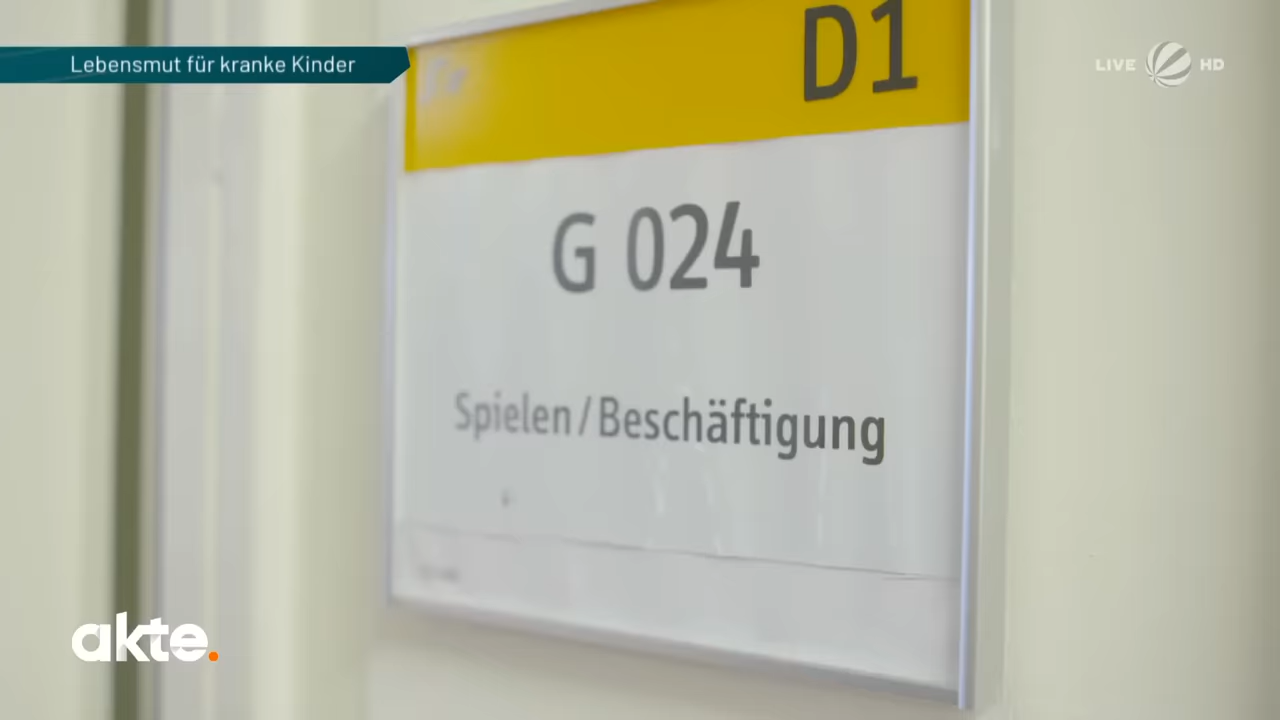 Lebensmut für kranke Kinder
LIVE HD
D1
G 024
Spielen / Beschäftigung
akte.